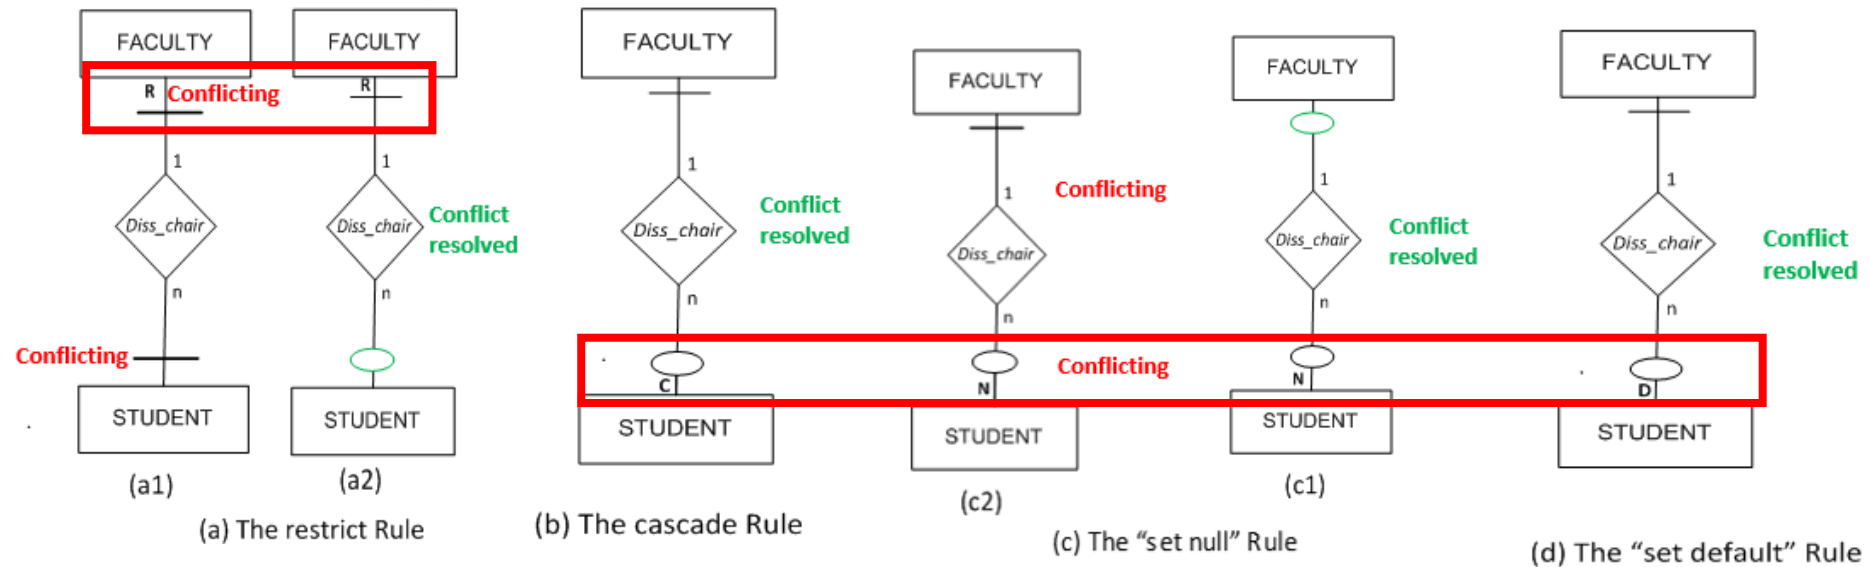 FACULTY
R
Conflicting
1
Diss_chair
n
Conflicting
STUDENT
(a1)
FACULTY
R
1
Diss_chair
Conflict
resolved
n
STUDENT
(a2)
(a) The restrict Rule
FACULTY
1
Diss_chair
Conflict
resolved
n
C
STUDENT
(b) The cascade Rule
FACULTY
Conflicting
1
Diss_chair
n
Conflicting
N
STUDENT
(c2)
FACULTY
1
Diss_chair
Conflict
resolved
n
N
STUDENT
(c1)
(c) The “set null” Rule
FACULTY
1
Diss_chair
Conflict
resolved
n
D
STUDENT
(d) The “set default” Rule